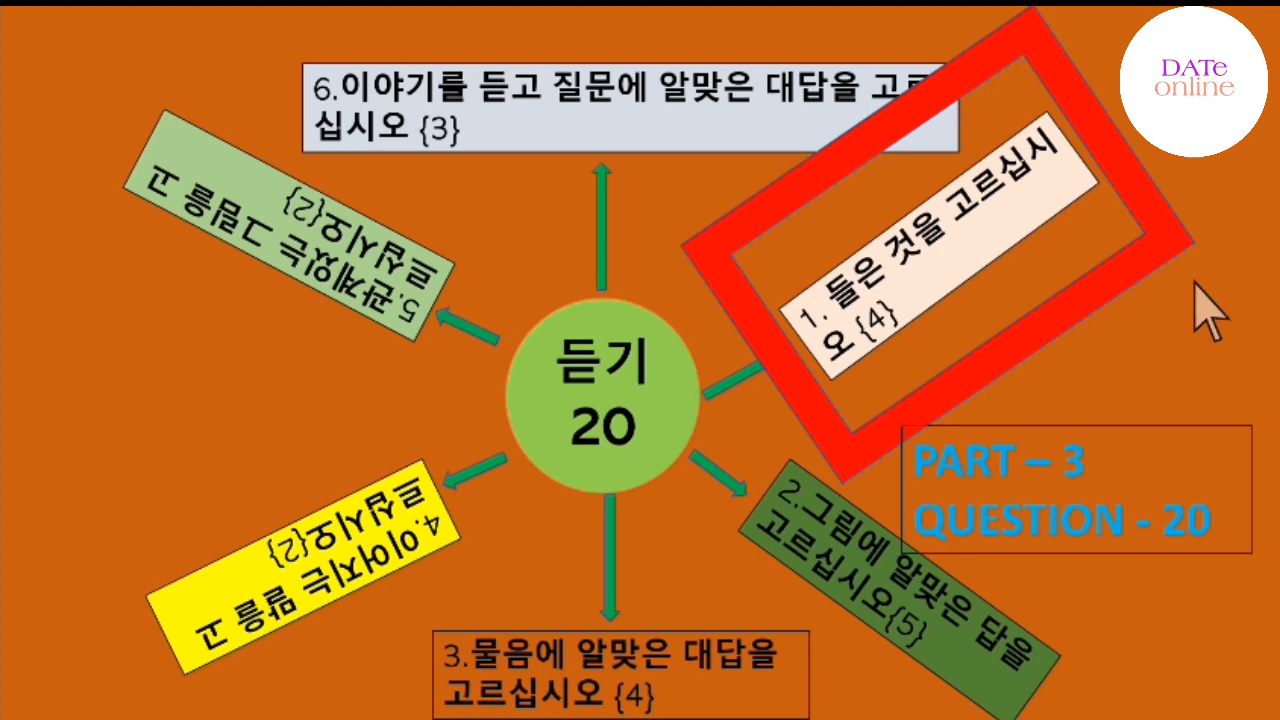 DATe
online
6.이야기를 듣고 질문에 알맞은 대답을 고르
십시오 {3}
1. 들은 것을 고르십시
오 {4}
듣기
20
PART – 3
QUESTION - 20
2.그림에 알맞은 답을
고르십시오{5}
3.물음에 알맞은 대답을
고르십시오 {4}
4.이어지는 말을 고
르십시오{2}
5.관계있는 그림을 고
르십시오{2}